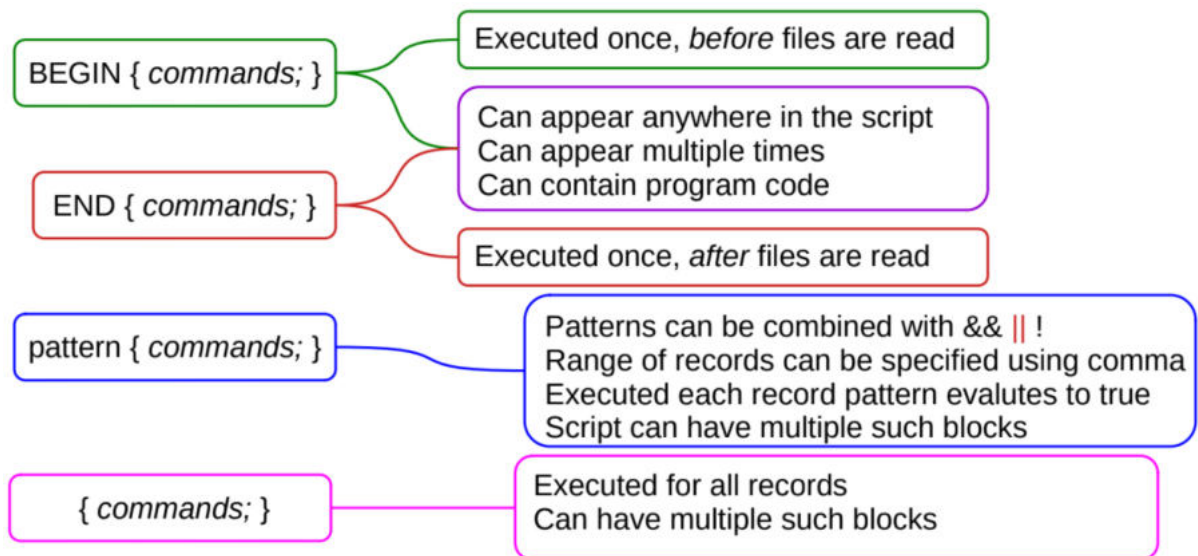 BEGIN { commands; }
Executed once, before files are read
Can appear anywhere in the script
Can appear multiple times
Can contain program code
END { commands; }
Executed once, after files are read
pattern { commands; }
Patterns can be combined with && || !
Range of records can be specified using comma
Executed each record pattern evalutes to true
Script can have multiple such blocks
{ commands; }
Executed for all records
Can have multiple such blocks